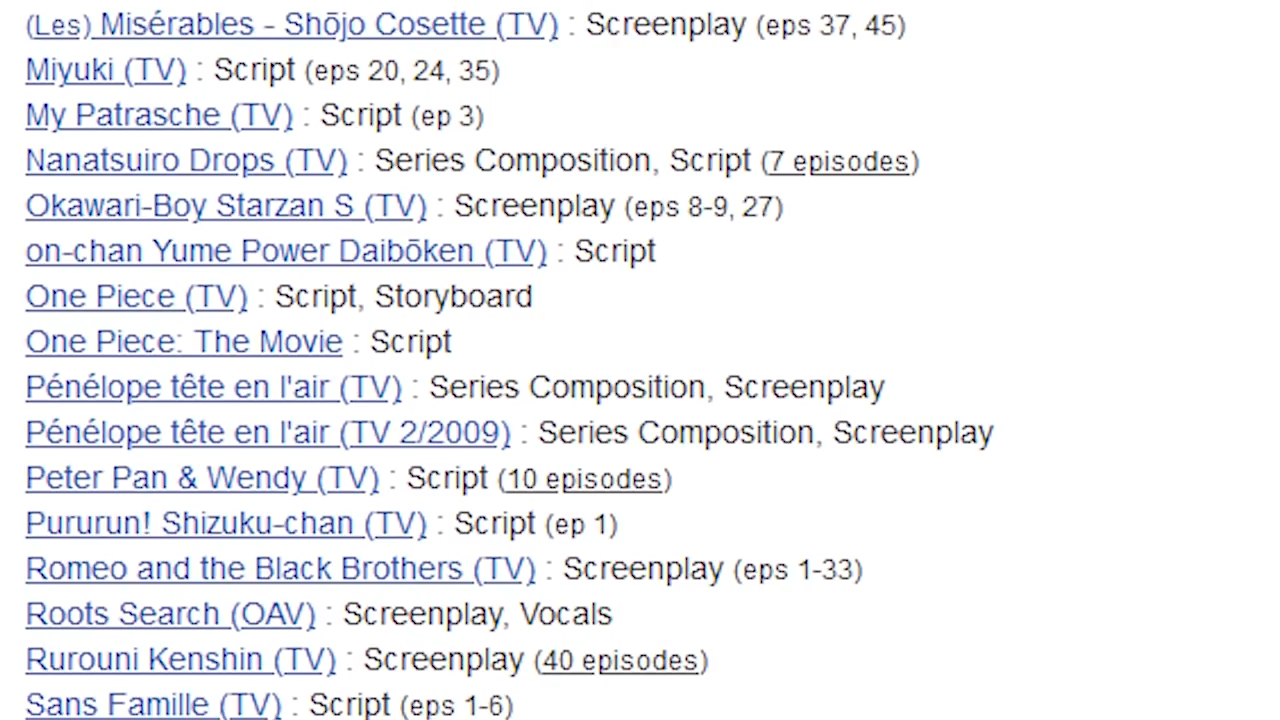 (Les) Misérables - Shōjo Cosette (TV) : Screenplay (eps 37, 45)
Miyuki (TV) : Script (eps 20, 24, 35)
My Patrasche (TV) : Script (ep 3)
Nanatsuiro Drops (TV) : Series Composition, Script (7 episodes)
Okawari-Boy Starzan S (TV) : Screenplay (eps 8-9, 27)
on-chan Yume Power Daibōken (TV) : Script
One Piece (TV) : Script, Storyboard
One Piece: The Movie : Script
Pénélope tête en l'air (TV) : Series Composition, Screenplay
Pénélope tête en l'air (TV 2/2009) : Series Composition, Screenplay
Peter Pan & Wendy (TV) : Script (10 episodes)
Pururun! Shizuku-chan (TV) : Script (ep 1)
Romeo and the Black Brothers (TV) : Screenplay (eps 1-33)
Roots Search (OAV) : Screenplay, Vocals
Rurouni Kenshin (TV) : Screenplay (40 episodes)
Sans Famille (TV) : Script (eps 1-6)